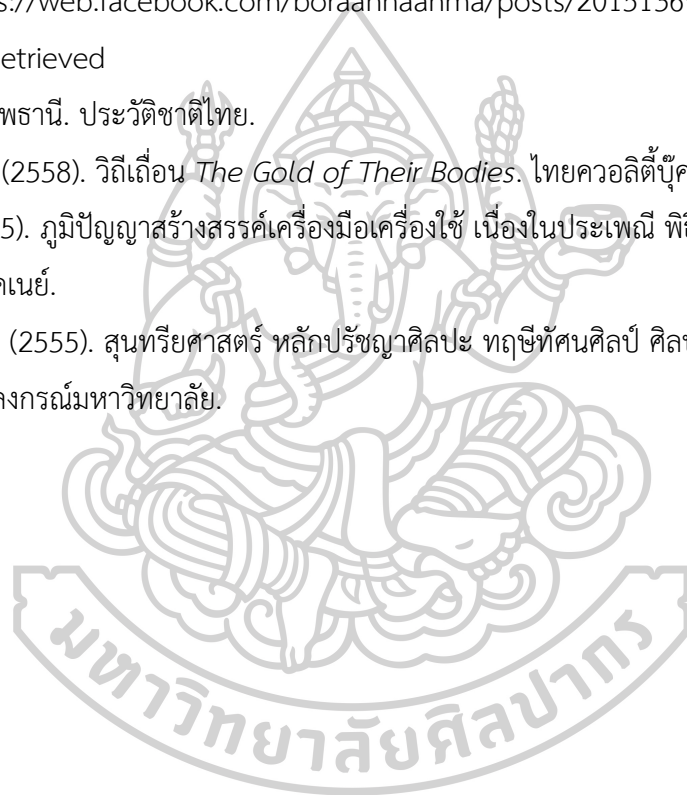 s://web.facebook.com/boraannaanma/posts/2015136
etrieved
พธานี. ประวัติชาติไทย.
(2558). วิถีเถื่อน The Gold of Their Bodies. ไทยควอลิตี้บุ๊ค
5). ภูมิปัญญาสร้างสรรค์เครื่องมือเครื่องใช้ เนื่องในประเพณี พิธ
คเนย์.
(2555). สุนทรียศาสตร์ หลักปรัชญาศิลปะ ทฤษีทัศนศิลป์ ศิลป
ลงกรณ์มหาวิทยาลัย.
มหาวิทยาลัยศิลปากร